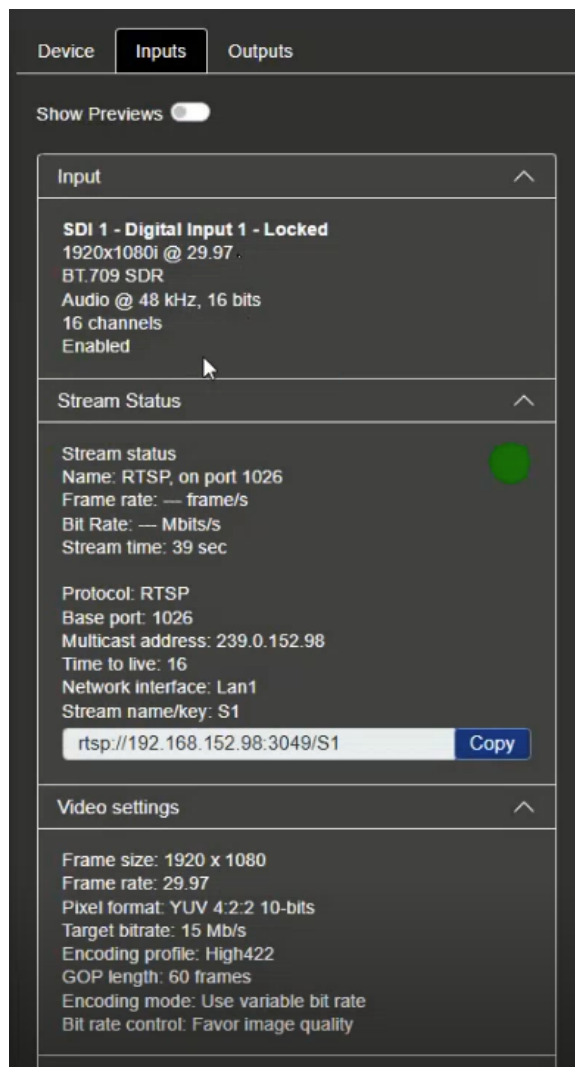 Device Inputs Outputs
Show Previews
Input
SDI 1 - Digital Input 1 - Locked
1920x1080i @ 29.97
BT.709 SDR
Audio @ 48 kHz, 16 bits
16 channels
Enabled
Stream Status
Stream status
Name: RTSP, on port 1026
Frame rate: --- frame/s
Bit Rate: --- Mbits/s
Stream time: 39 sec
Protocol: RTSP
Base port: 1026
Multicast address: 239.0.152.98
Time to live: 16
Network interface: Lan1
Stream name/key: S1
rtsp://192.168.152.98:3049/S1 Copy
Video settings
Frame size: 1920 x 1080
Frame rate: 29.97
Pixel format: YUV 4:2:2 10-bits
Target bitrate: 15 Mb/s
Encoding profile: High422
GOP length: 60 frames
Encoding mode: Use variable bit rate
Bit rate control: Favor image quality